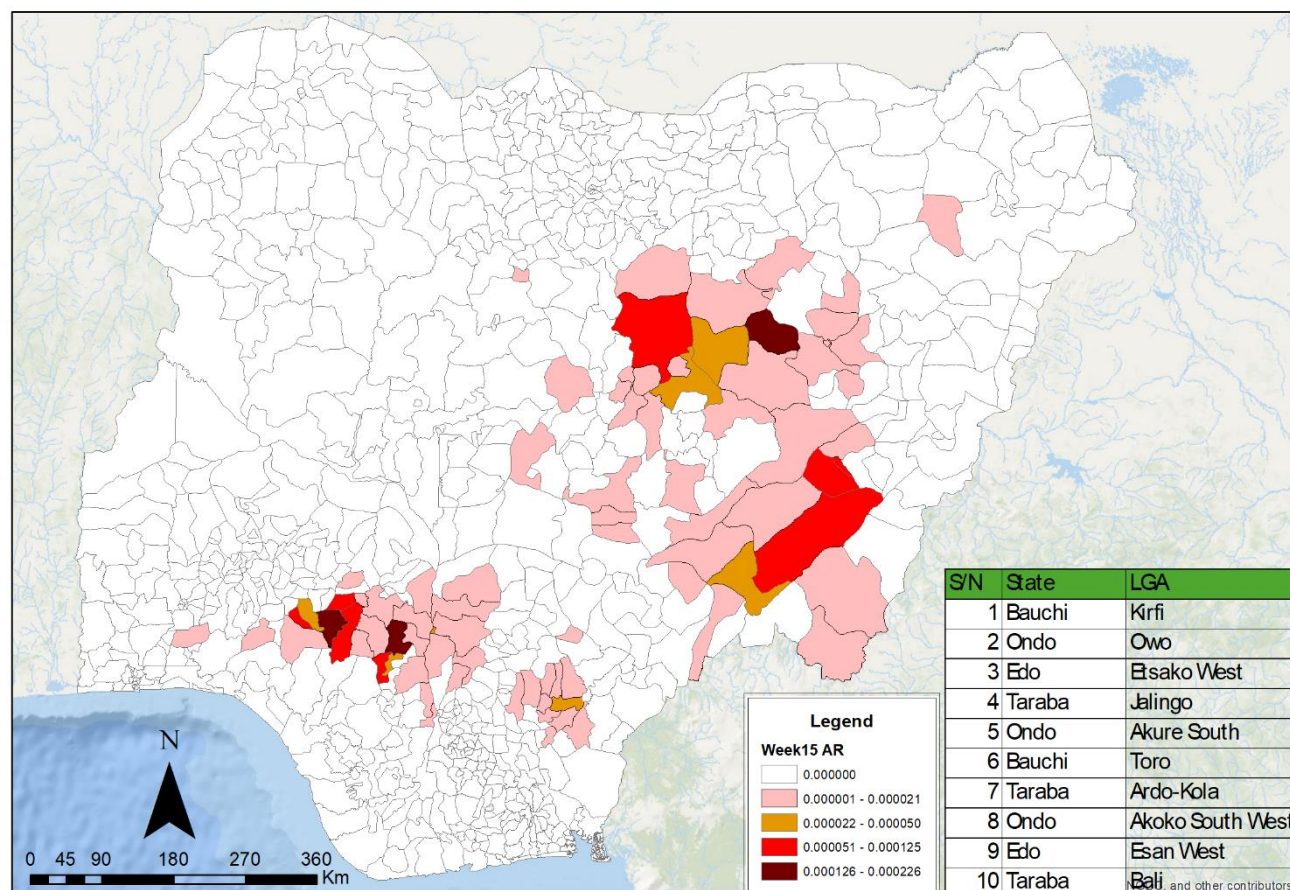 N
0 45 90 180 270 360
Km
Legend
Week15 AR
0.000000
0.000001 - 0.000021
0.000022 - 0.000050
0.000051 - 0.000125
0.000126 - 0.000226
S/N State LGA
1 Bauchi Kirfi
2 Ondo Owo
3 Edo Etsako West
4 Taraba Jalingo
5 Ondo Akure South
6 Bauchi Toro
7 Taraba Ardo-Kola
8 Ondo Akoko South West
9 Edo Esan West
10 Taraba Bali
, and other contributors